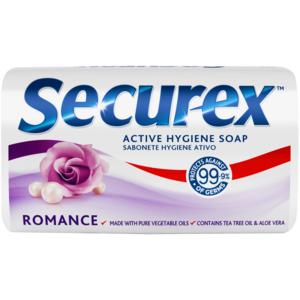 Securex™
ACTIVE HYGIENE SOAP
SABONETE HYGIENE ATIVO
PROTECTS AGAINST
99.9%
OF GERMS
ROMANCE
✓ MADE WITH PURE VEGETABLE OILS ✓ CONTAINS TEA TREE OIL & ALOE VERA